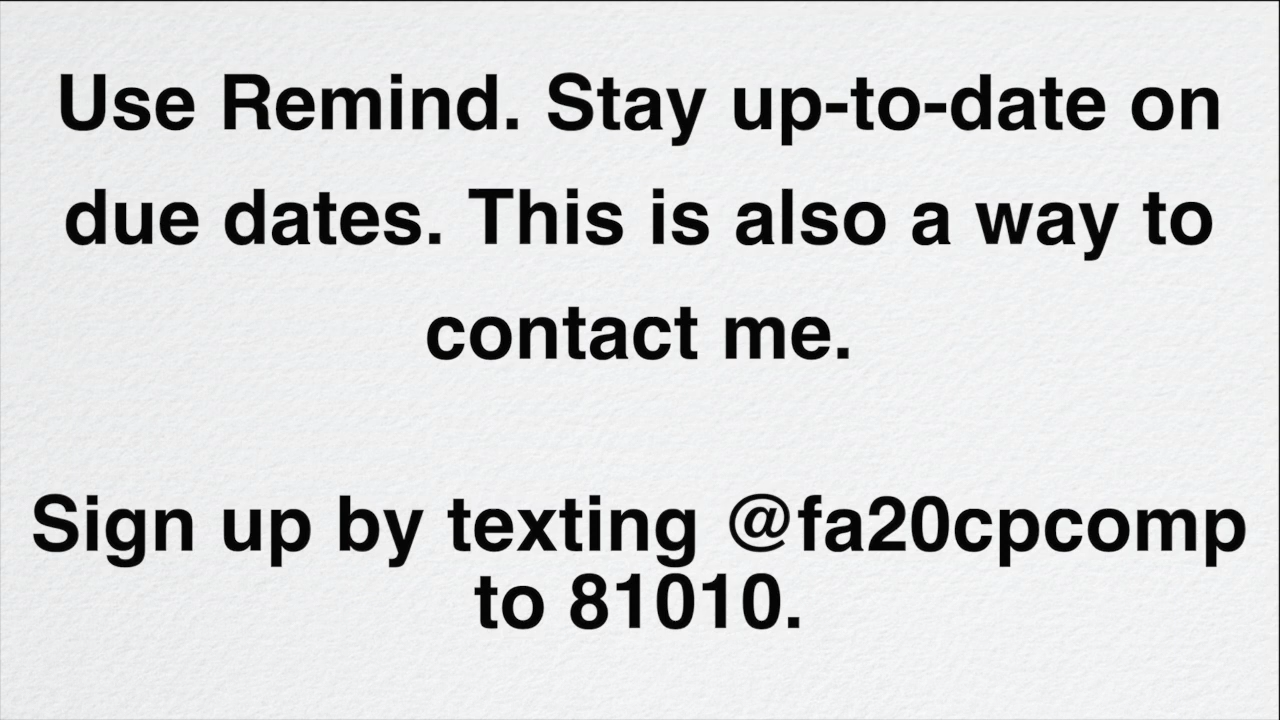 Use Remind. Stay up-to-date on
due dates. This is also a way to
contact me.
Sign up by texting @fa20cpcomp
to 81010.